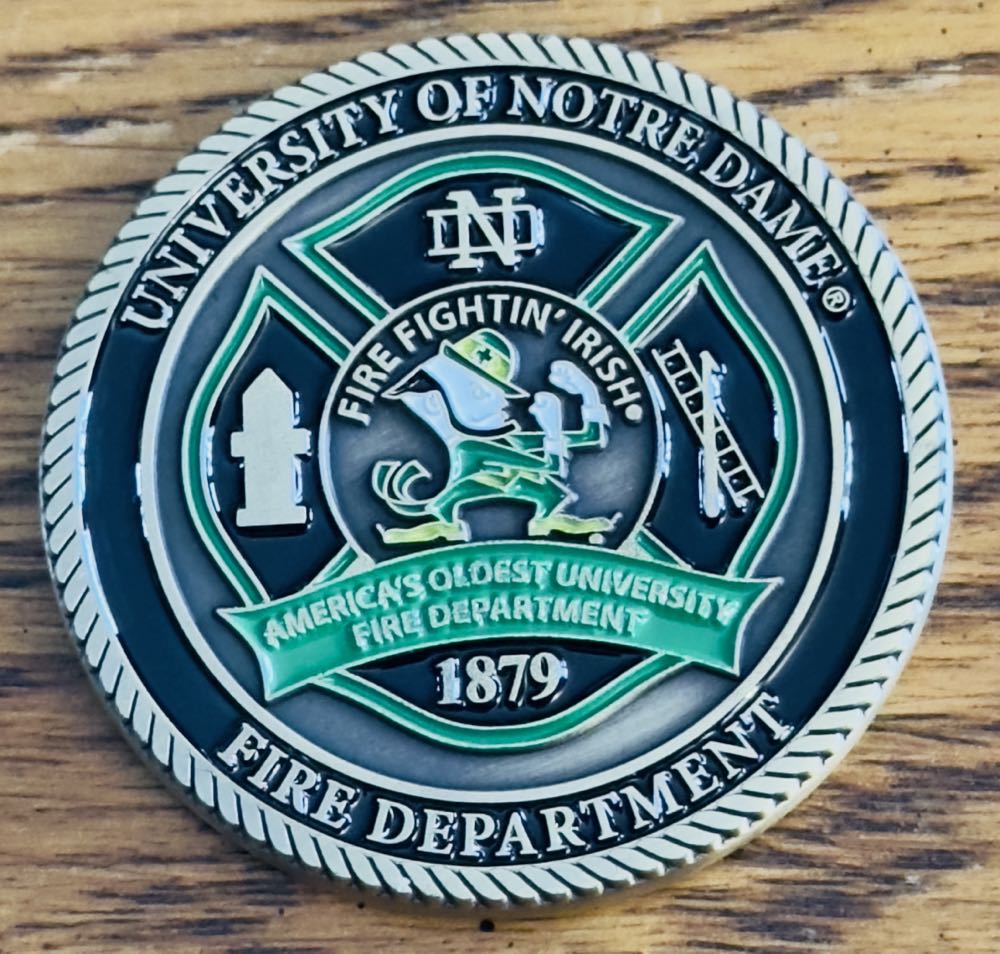 UNIVERSITY OF NOTRE DAME®
ND
FIRE FIGHTIN' IRISH®
AMERICA'S OLDEST UNIVERSITY
FIRE DEPARTMENT
1879
FIRE DEPARTMENT